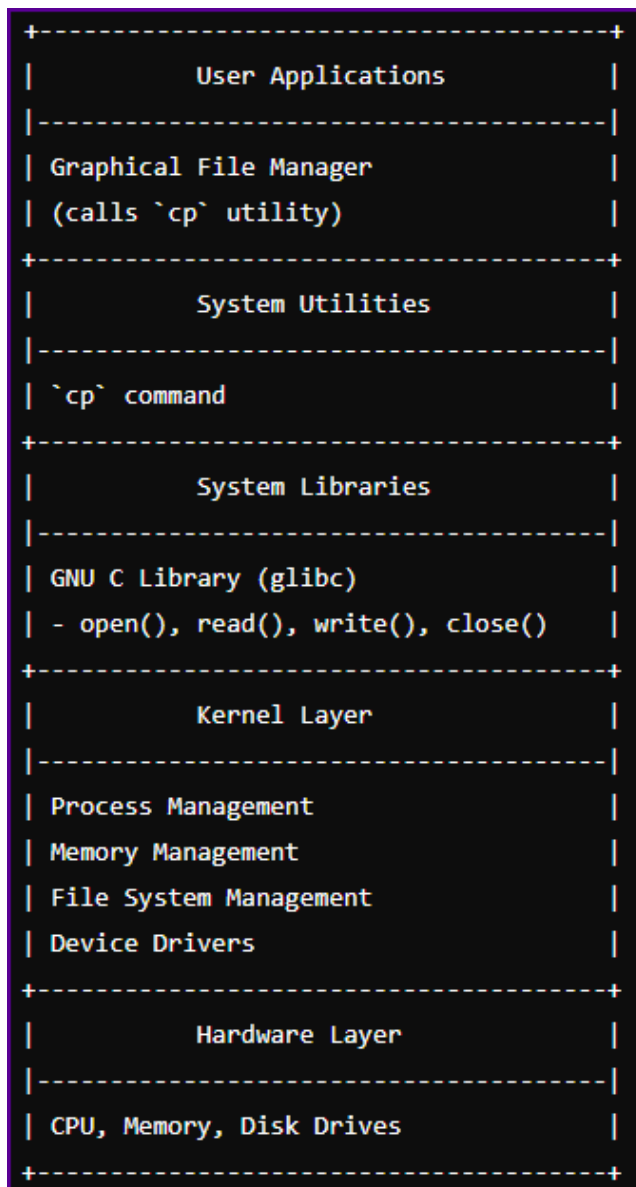 +---------------------------------------+
|           User Applications           |
|---------------------------------------|
| Graphical File Manager                |
| (calls `cp` utility)                  |
+---------------------------------------+
|           System Utilities            |
|---------------------------------------|
| `cp` command                          |
+---------------------------------------+
|           System Libraries            |
|---------------------------------------|
| GNU C Library (glibc)                 |
| - open(), read(), write(), close()    |
+---------------------------------------+
|           Kernel Layer                |
|---------------------------------------|
| Process Management                    |
| Memory Management                     |
| File System Management                |
| Device Drivers                        |
+---------------------------------------+
|           Hardware Layer              |
|---------------------------------------|
| CPU, Memory, Disk Drives              |
+---------------------------------------+